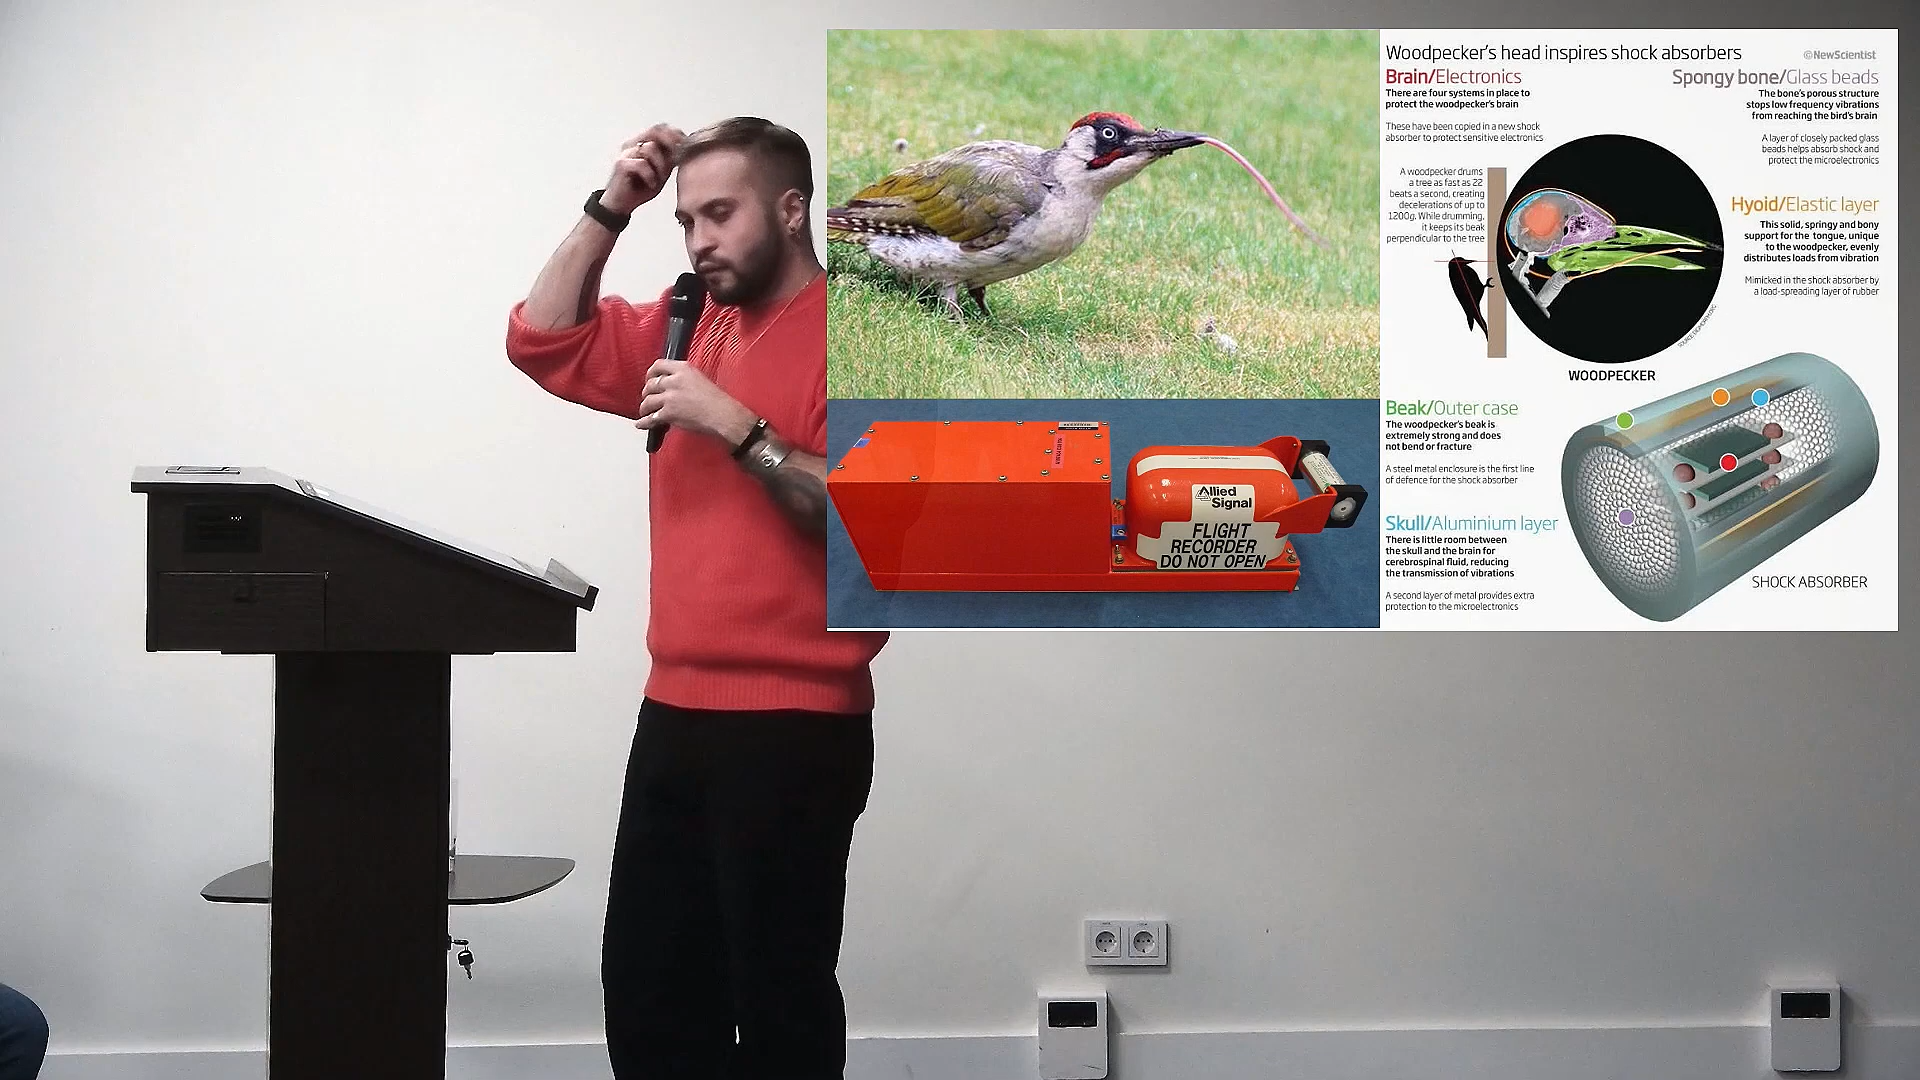 Woodpecker's head inspires shock absorbers
©NewScientist
Brain/Electronics
There are four systems in place to
protect the woodpecker's brain
These have been copied in a new shock
absorber to protect sensitive electronics
Spongy bone/Glass beads
The bone's porous structure
stops low frequency vibrations
from reaching the bird's brain
A layer of closely packed glass
beads helps absorb shock and
protect the microelectronics
A woodpecker drums
a tree as fast as 22
beats a second, creating
decelerations of up to
1200g. While drumming,
it keeps its beak
perpendicular to the tree
Hyoid/Elastic layer
This solid, springy and bony
support for the tongue, unique
to the woodpecker, evenly
distributes loads from vibration
Mimicked in the shock absorber by
a load-spreading layer of rubber
WOODPECKER
Beak/Outer case
The woodpecker's beak is
extremely strong and does
not bend or fracture
A steel metal enclosure is the first line
of defence for the shock absorber
Skull/Aluminium layer
There is little room between
the skull and the brain for
cerebrospinal fluid, reducing
the transmission of vibrations
A second layer of metal provides extra
protection to the microelectronics
SHOCK ABSORBER
Allied
Signal
FLIGHT
RECORDER
DO NOT OPEN